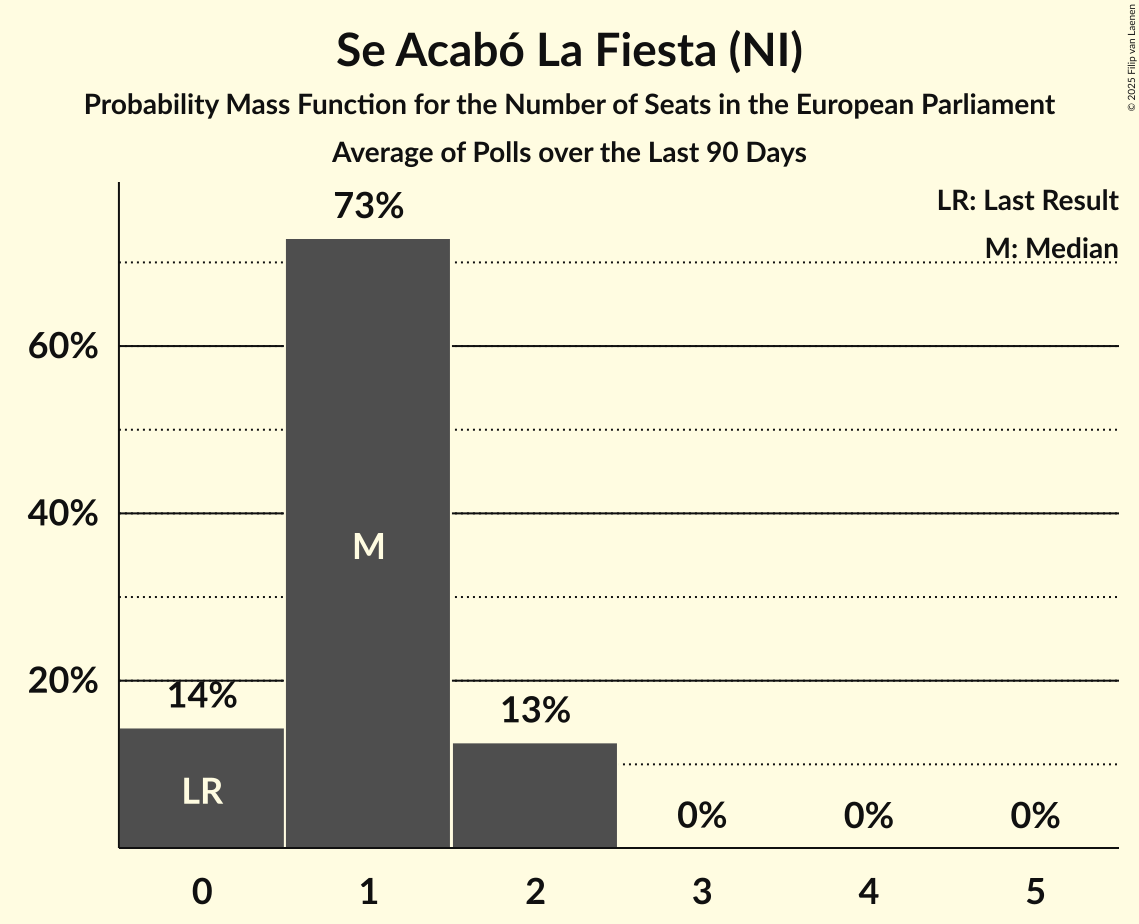 Se Acabó La Fiesta (NI)
Probability Mass Function for the Number of Seats in the European Parliament
Average of Polls over the Last 90 Days
© 2025 Filip van Laenen
LR: Last Result
M: Median
73%
60%
40%
M
20%
14%
13%
LR
0%
0%
0%
0
1
2
3
4
5